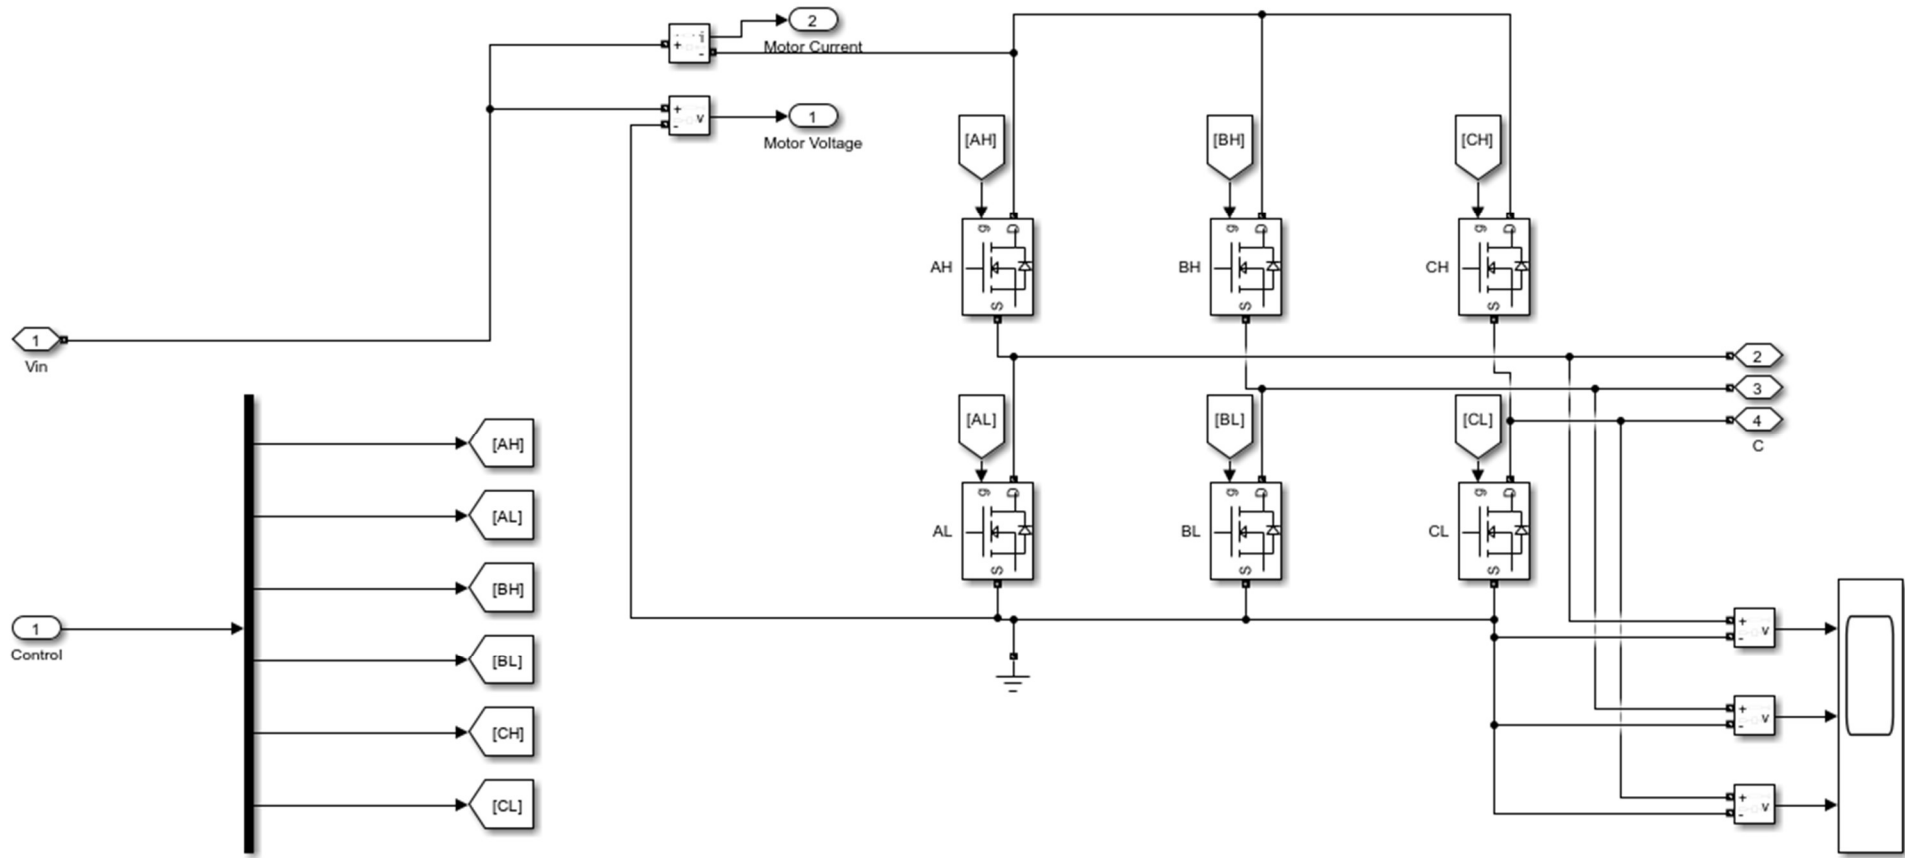 2
Motor Current
+
-
+
-
v
1
Motor Voltage
[AH]
[BH]
[CH]
g
D
g
D
g
D
AH
BH
CH
S
S
S
1
Vin
2
3
4
C
[AL]
[BL]
[CL]
g
D
g
D
g
D
AL
BL
CL
S
S
S
[AH]
[AL]
[BH]
[BL]
[CH]
[CL]
1
Control
+
-
v
+
-
v
+
-
v